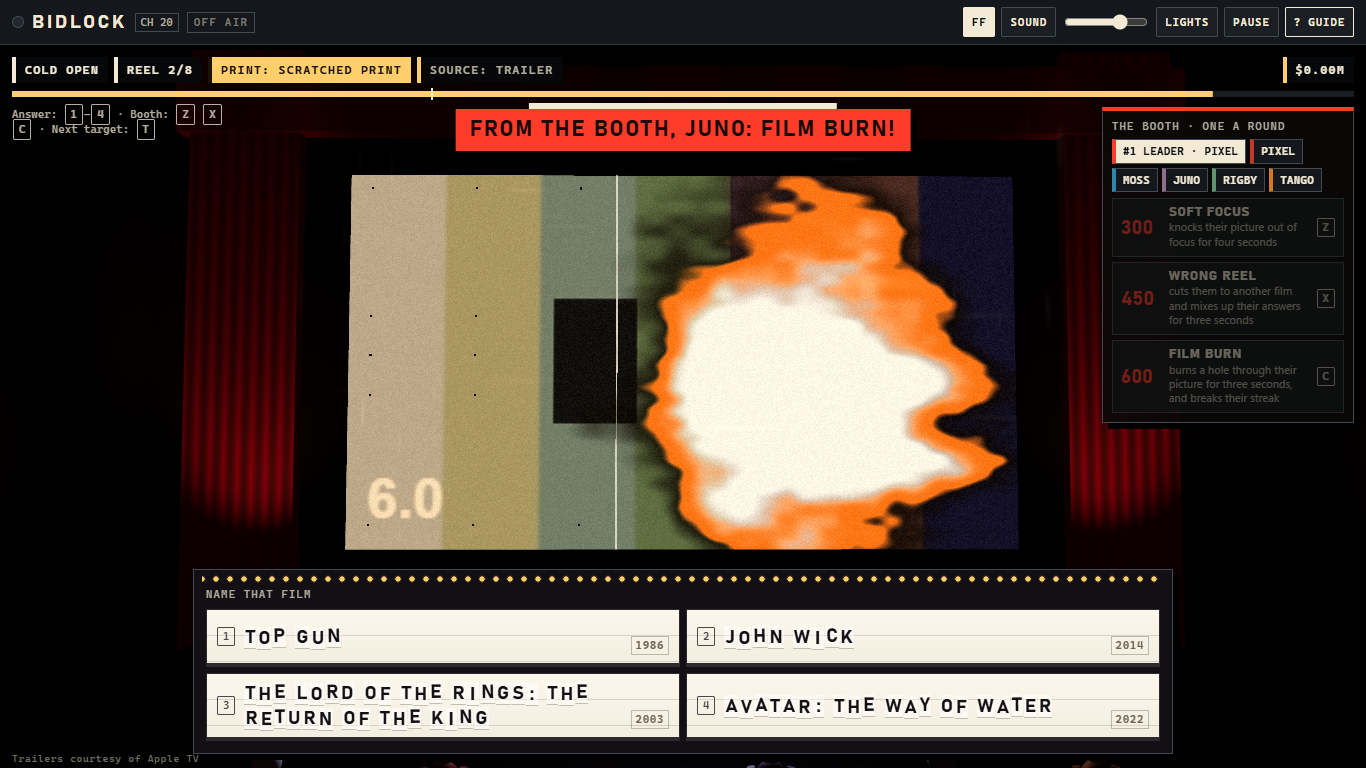 BIDLOCK CH 20 OFF AIR FF SOUND LIGHTS PAUSE ? GUIDE
COLD OPEN REEL 2/8 PRINT: SCRATCHED PRINT SOURCE: TRAILER $0.00M
Answer: 1 – 4 · Booth: Z X
C · Next target: T
FROM THE BOOTH, JUNO: FILM BURN!
THE BOOTH · ONE A ROUND
#1 LEADER · PIXEL PIXEL
MOSS JUNO RIGBY TANGO
300 SOFT FOCUS
knocks their picture out of
focus for four seconds
Z
450 WRONG REEL
cuts them to another film
and mixes up their answers
for three seconds
X
600 FILM BURN
burns a hole through their
picture for three seconds,
and breaks their streak
C
6.0
NAME THAT FILM
1 TOP GUN 1986
2 JOHN WICK 2014
3 THE LORD OF THE RINGS: THE
RETURN OF THE KING 2003
4 AVATAR: THE WAY OF WATER 2022
Trailers courtesy of Apple TV